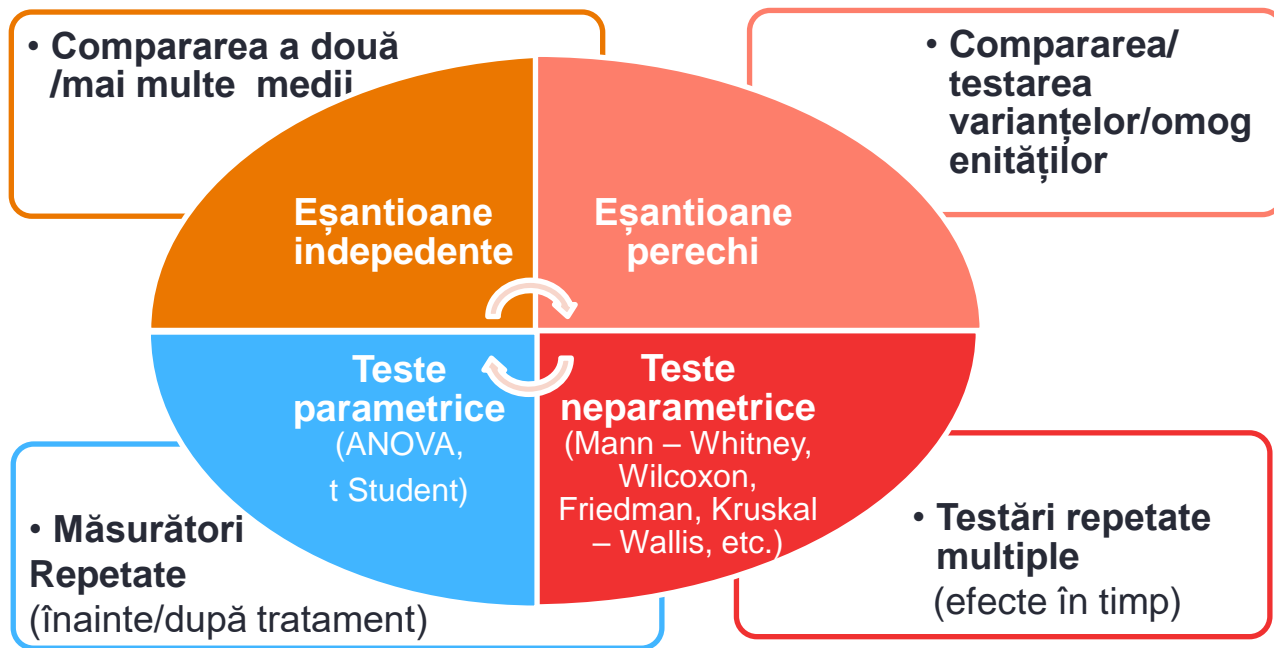 • Compararea a două
/mai multe medii
• Compararea/
testarea
varianțelor/omog
enităților
Eșantioane
indepedente
Eșantioane
perechi
Teste
parametrice
(ANOVA,
t Student)
Teste
neparametrice
(Mann – Whitney,
Wilcoxon,
Friedman, Kruskal
– Wallis, etc.)
• Măsurători
Repetate
(înainte/după tratament)
• Testări repetate
multiple
(efecte în timp)